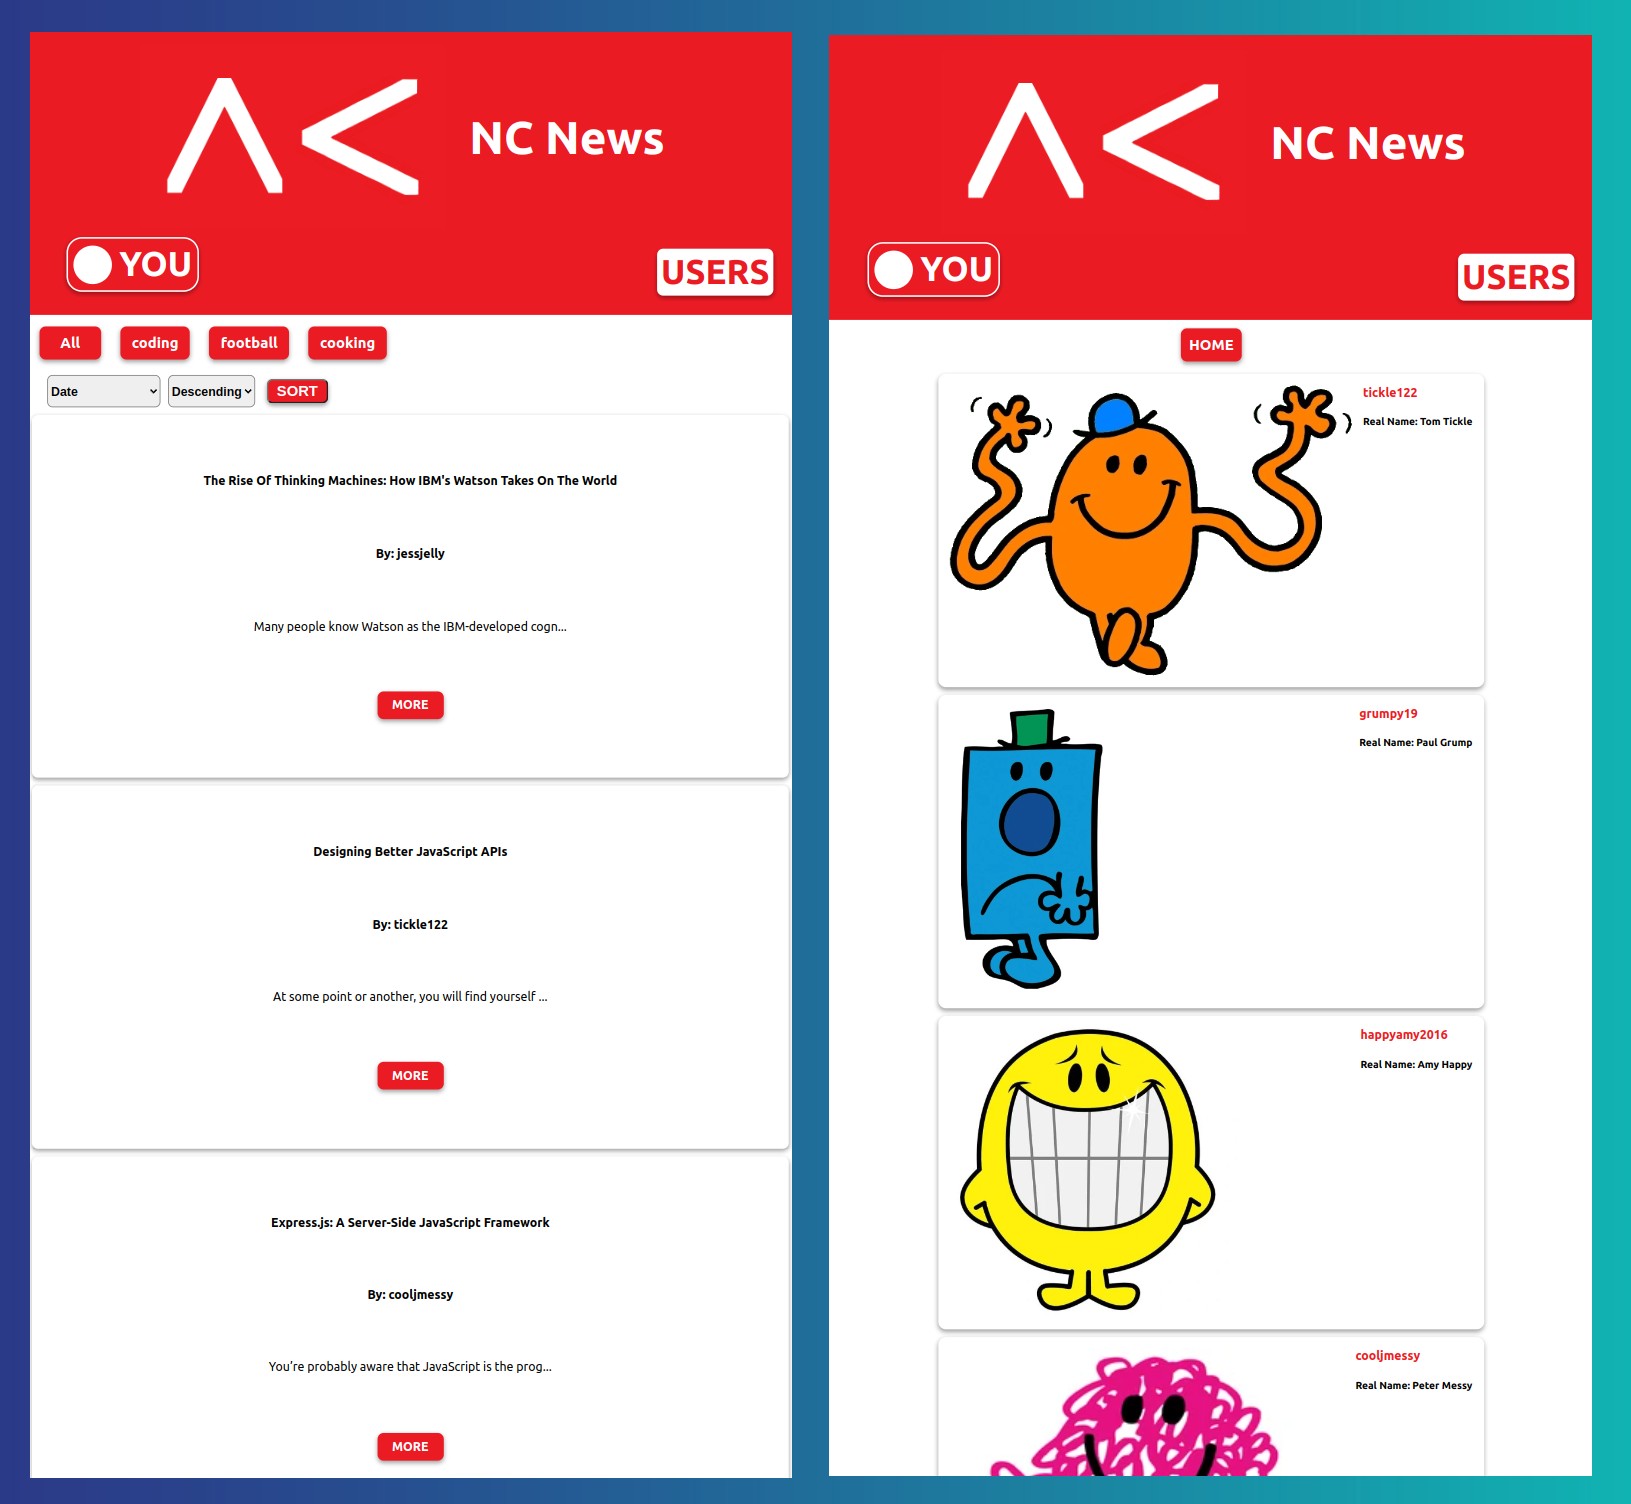 NC News
YOU
USERS
All
coding
football
cooking
Date
Descending
SORT
The Rise Of Thinking Machines: How IBM's Watson Takes On The World
By: jessjelly
Many people know Watson as the IBM-developed cogn...
MORE
Designing Better JavaScript APIs
By: tickle122
At some point or another, you will find yourself ...
MORE
Express.js: A Server-Side JavaScript Framework
By: cooljmessy
You’re probably aware that JavaScript is the prog...
MORE
NC News
YOU
USERS
HOME
tickle122
Real Name: Tom Tickle
grumpy19
Real Name: Paul Grump
happyamy2016
Real Name: Amy Happy
cooljmessy
Real Name: Peter Messy